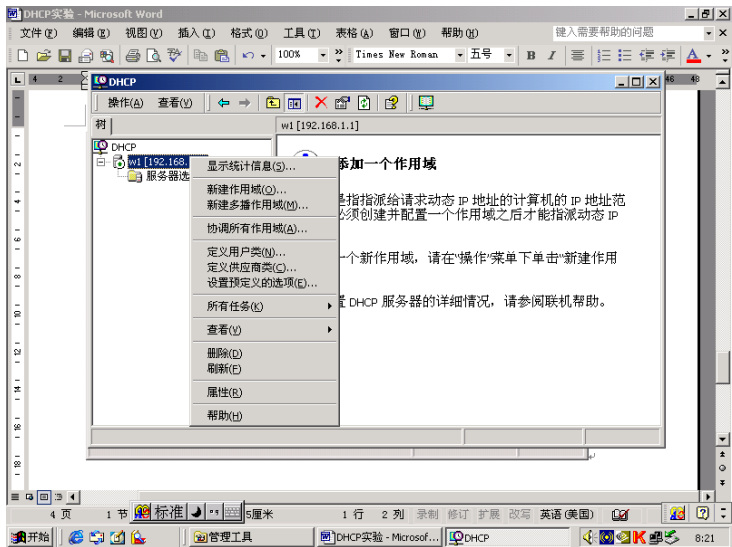 DHCP实验 - Microsoft Word
文件(F) 编辑(E) 视图(V) 插入(I) 格式(O) 工具(T) 表格(A) 窗口(W) 帮助(H) 键入需要帮助的问题
100% Times New Roman 五号 B I A
L 4 2 46 48
DHCP
操作(A) 查看(V)
树 w1 [192.168.1.1]
DHCP
w1 [192.168.
服务器选
添加一个作用域
是指指派给请求动态 IP 地址的计算机的 IP 地址范
必须创建并配置一个作用域之后才能指派动态 IP
一个新作用域，请在“操作”菜单下单击“新建作用
置 DHCP 服务器的详细情况，请参阅联机帮助。
显示统计信息(S)...
新建作用域(O)...
新建多播作用域(M)...
协调所有作用域(A)...
定义用户类(N)...
定义供应商类(C)...
设置预定义的选项(E)...
所有任务(K)
查看(V)
删除(D)
刷新(F)
属性(R)
帮助(H)
2
4
6
8
4 页 1 节 标准 5厘米 1 行 2 列 录制 修订 扩展 改写 英语(美国)
开始 管理工具 DHCP实验 - Microsof... DHCP 8:21